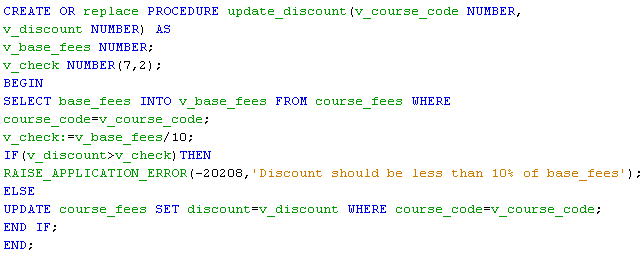 CREATE OR replace PROCEDURE update_discount(v_course_code NUMBER,
v_discount NUMBER) AS
v_base_fees NUMBER;
v_check NUMBER(7,2);
BEGIN
SELECT base_fees INTO v_base_fees FROM course_fees WHERE
course_code=v_course_code;
v_check:=v_base_fees/10;
IF(v_discount>v_check)THEN
RAISE_APPLICATION_ERROR(-20208,'Discount should be less than 10% of base_fees');
ELSE
UPDATE course_fees SET discount=v_discount WHERE course_code=v_course_code;
END IF;
END;